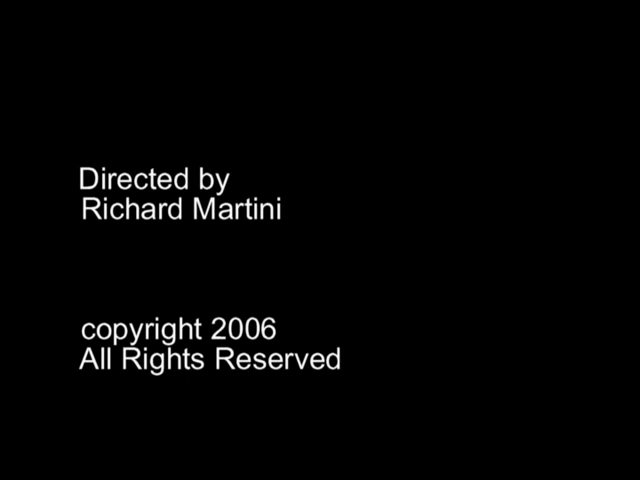 Directed by
Richard Martini
copyright 2006
All Rights Reserved